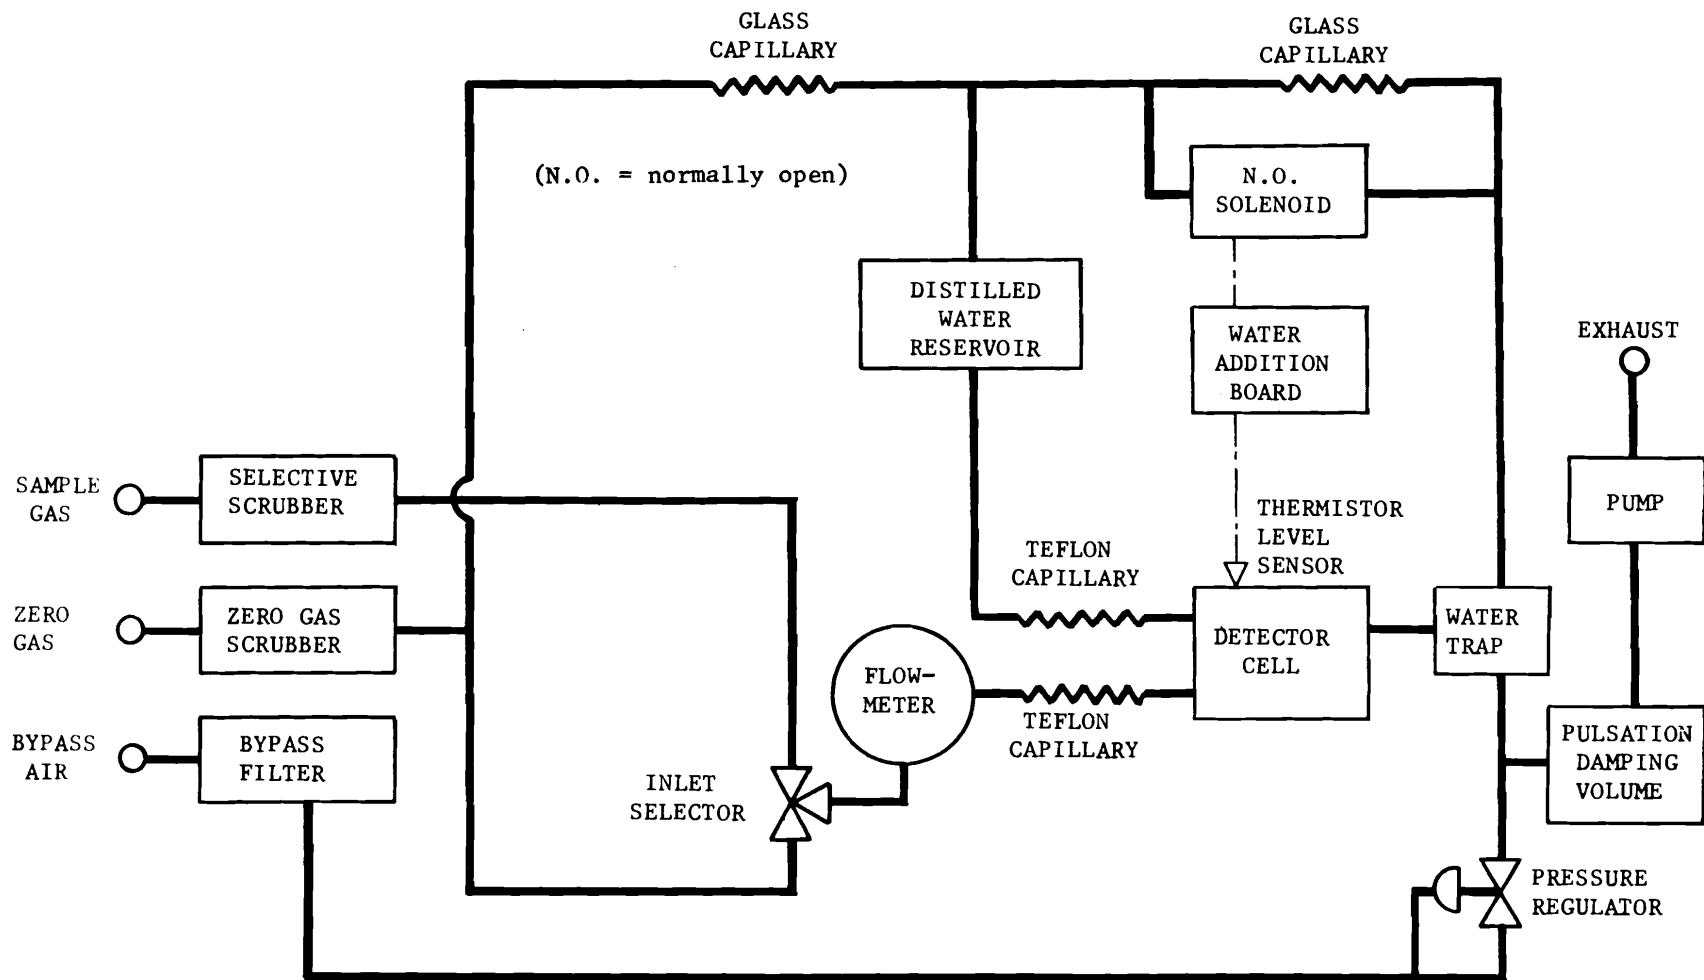 GLASS
CAPILLARY
GLASS
CAPILLARY
(N.O. = normally open)
N.O.
SOLENOID
DISTILLED
WATER
RESERVOIR
WATER
ADDITION
BOARD
EXHAUST
SAMPLE
GAS
SELECTIVE
SCRUBBER
PUMP
THERMISTOR
LEVEL
SENSOR
TEFLON
CAPILLARY
ZERO
GAS
ZERO GAS
SCRUBBER
DETECTOR
CELL
WATER
TRAP
FLOW-
METER
TEFLON
CAPILLARY
BYPASS
AIR
BYPASS
FILTER
PULSATION
DAMPING
VOLUME
INLET
SELECTOR
PRESSURE
REGULATOR